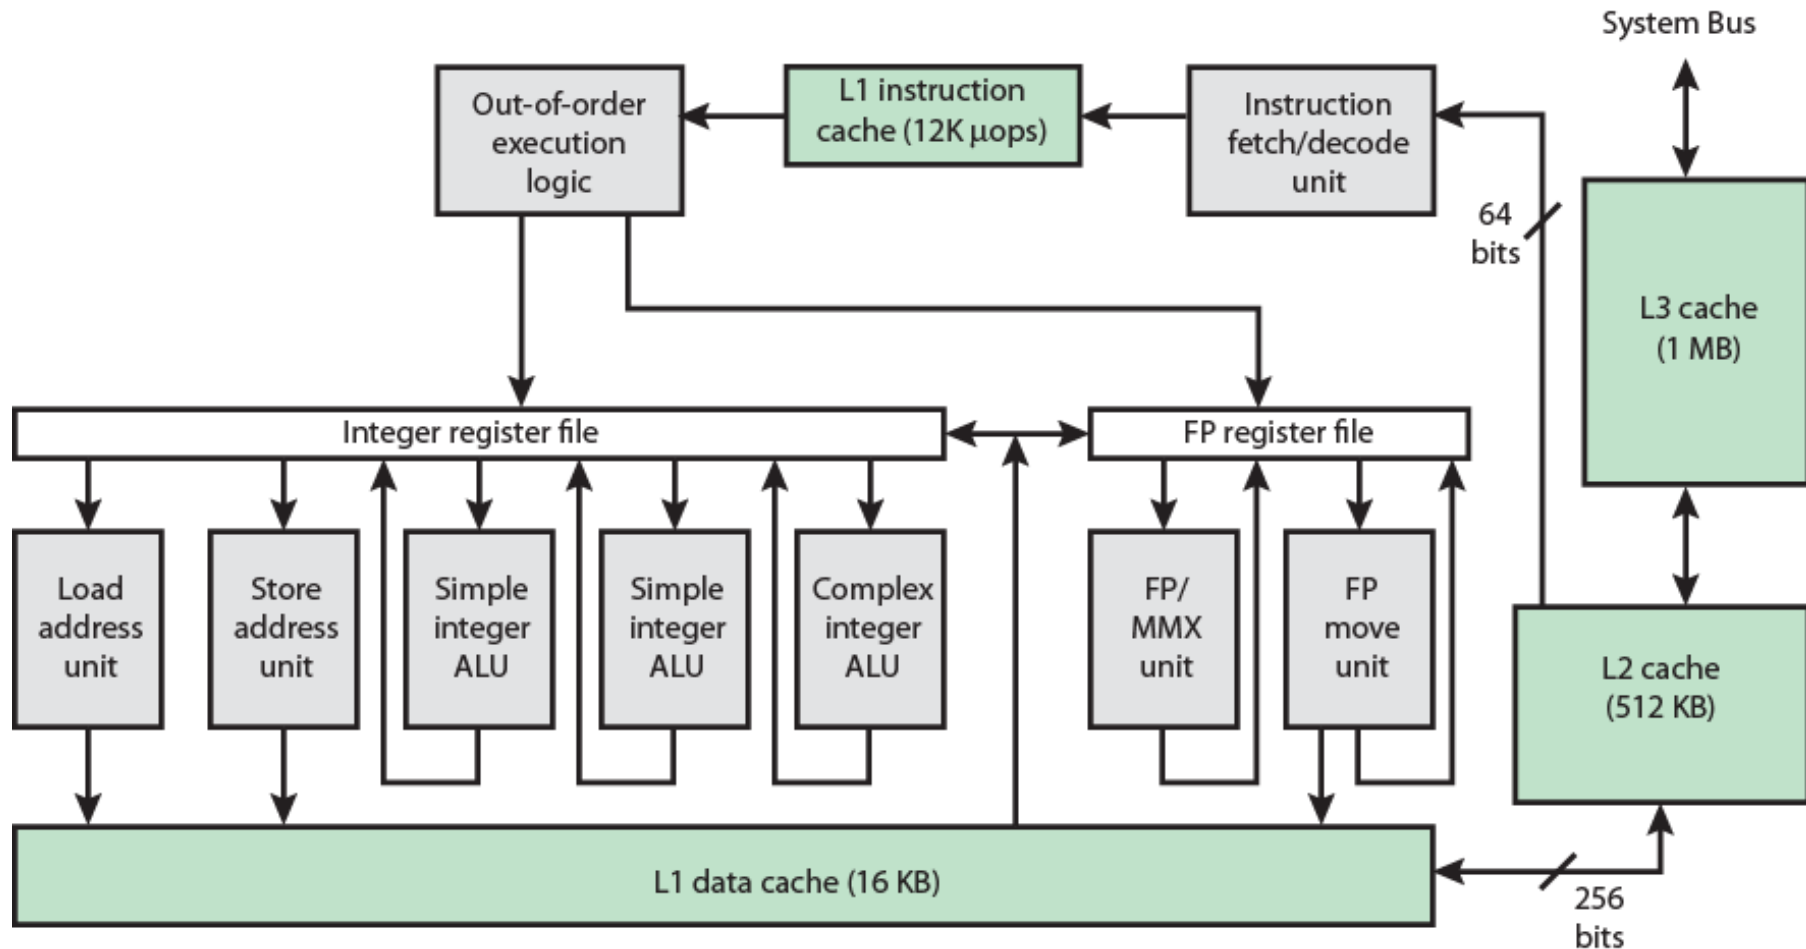 System Bus
Out-of-order
execution
logic
L1 instruction
cache (12K μops)
Instruction
fetch/decode
unit
64
bits
L3 cache
(1 MB)
Integer register file
FP register file
Load
address
unit
Store
address
unit
Simple
integer
ALU
Simple
integer
ALU
Complex
integer
ALU
FP/
MMX
unit
FP
move
unit
L2 cache
(512 KB)
L1 data cache (16 KB)
256
bits